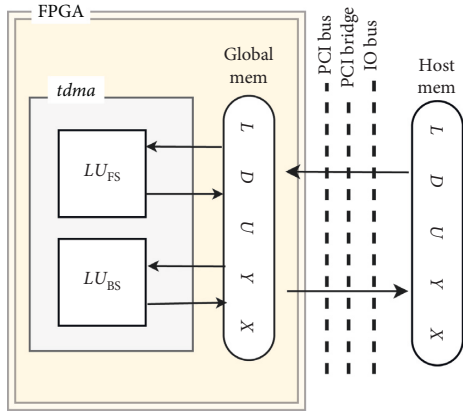 FPGA
tdma
LU_FS
LU_BS
Global
mem
L
D
U
Y
X
PCI bus
PCI bridge
IO bus
Host
mem
L
D
U
Y
X